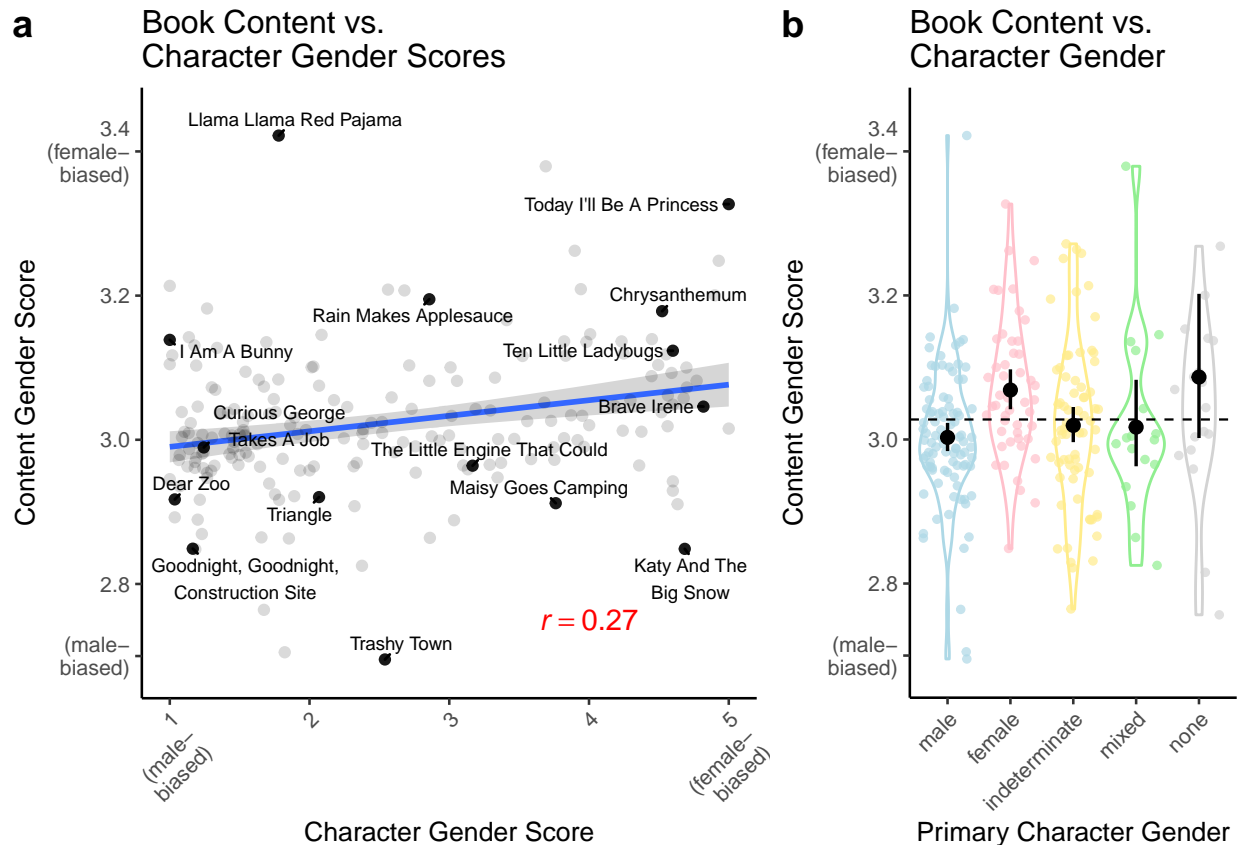 a
Book Content vs.
Character Gender Scores
Content Gender Score
3.4
(female–
biased)
3.2
3.0
2.8
(male–
biased)
Llama Llama Red Pajama
Today I'll Be A Princess
Chrysanthemum
Rain Makes Applesauce
I Am A Bunny
Ten Little Ladybugs
Curious George
Takes A Job
Brave Irene
The Little Engine That Could
Dear Zoo
Maisy Goes Camping
Triangle
Goodnight, Goodnight,
Construction Site
Katy And The
Big Snow
r = 0.27
Trashy Town
1
(male–
biased)
2
3
4
5
(female–
biased)
Character Gender Score
b
Book Content vs.
Character Gender
Content Gender Score
3.4
(female–
biased)
3.2
3.0
2.8
(male–
biased)
male
female
indeterminate
mixed
none
Primary Character Gender